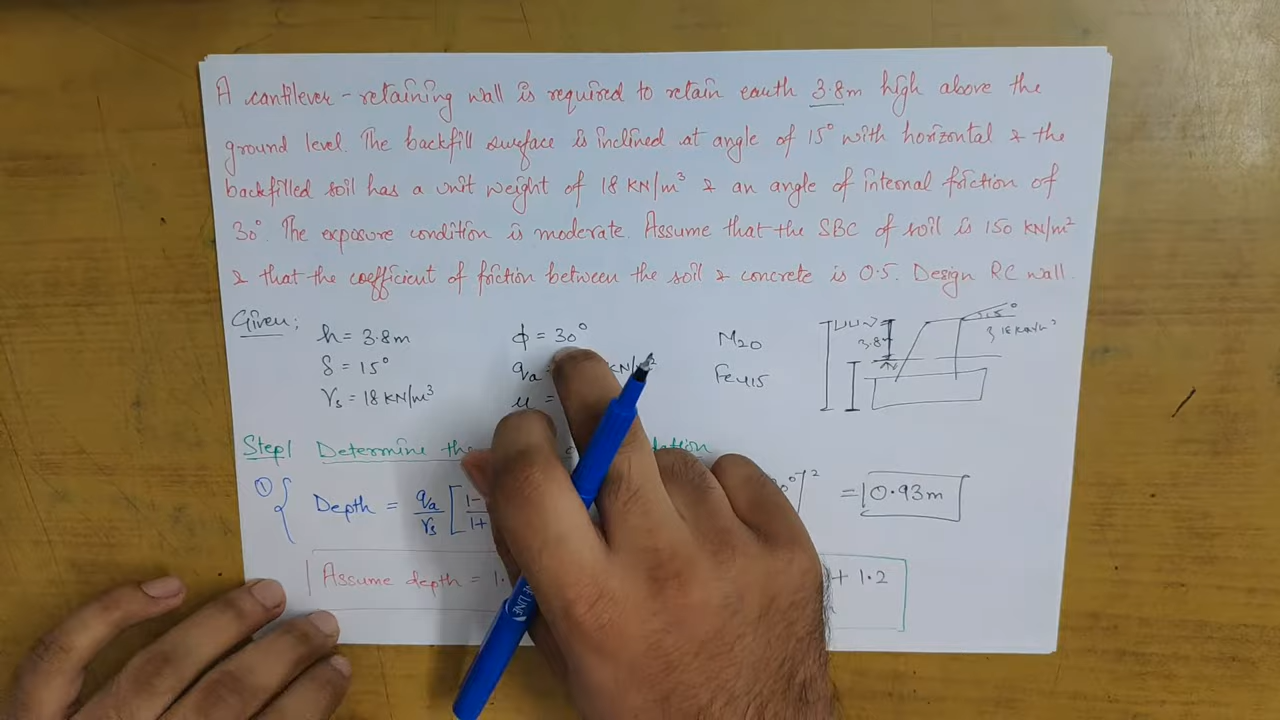 A cantilever-retaining wall is required to retain earth 3.8m high above the
ground level. The backfill surface is inclined at angle of 15° with horizontal & the
backfilled soil has a unit weight of 18 KN/m³ & an angle of internal friction of
30°. The exposure condition is moderate. Assume that the SBC of soil is 150 KN/m²
& that the coefficient of friction between the soil & concrete is 0.5. Design RC wall.
Given;
h = 3.8m
ϕ = 30°
M20
δ = 15°
qa =
Fe415
γs = 18 KN/m³
μ =
3.8
15°
Step1 Determine the
① Depth = qa/γs [1-
1+
]² = 0.93m
Assume depth = 1.
+ 1.2